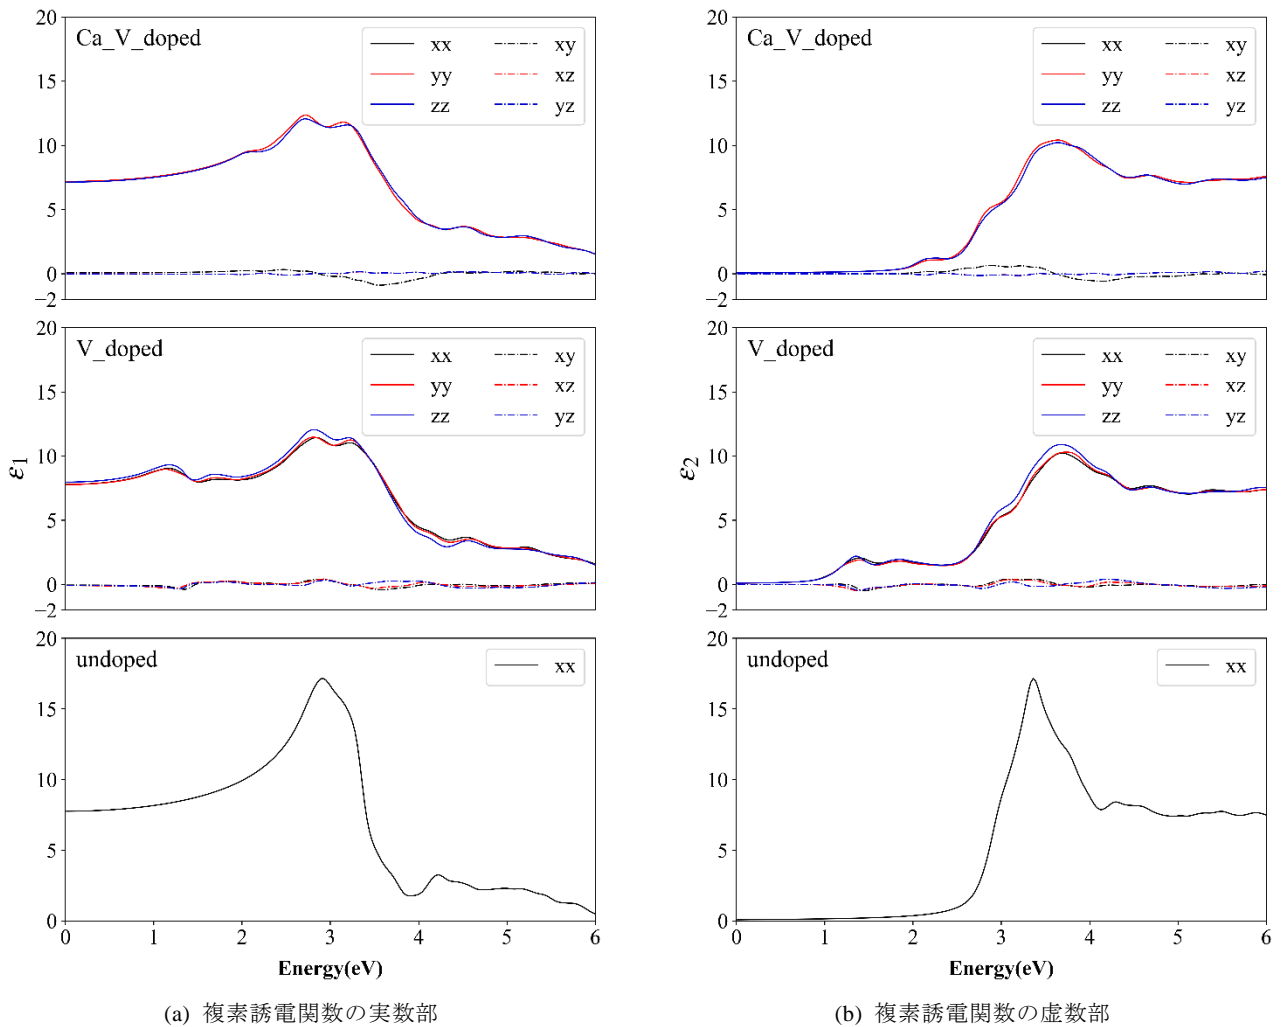 20
15
10
5
0
−2
Ca_V_doped
xx
yy
zz
xy
xz
yz
20
15
10
5
0
−2
Ca_V_doped
xx
yy
zz
xy
xz
yz
ε1
20
15
10
5
0
−2
V_doped
xx
yy
zz
xy
xz
yz
ε2
20
15
10
5
0
−2
V_doped
xx
yy
zz
xy
xz
yz
20
15
10
5
0
undoped
xx
0 1 2 3 4 5 6
Energy(eV)
20
15
10
5
0
undoped
xx
0 1 2 3 4 5 6
Energy(eV)
(a) 複素誘電関数の実数部
(b) 複素誘電関数の虚数部